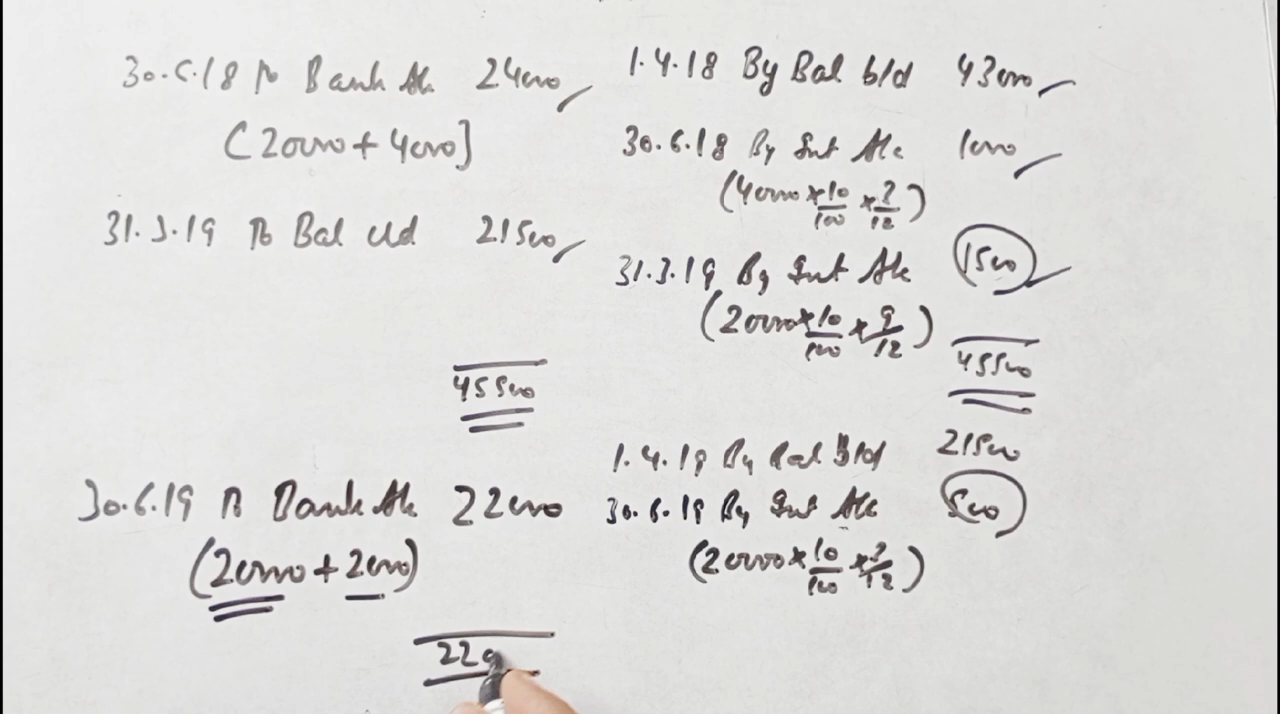 30.6.18 To Bank A/c 24000
(20000 + 4000]
31.3.19 To Bal c/d 21500
45500
30.6.19 To Bank A/c 22000
(20000 + 2000)
22
1.4.18 By Bal b/d 43000
30.6.18 By Int A/c 1000
(40000 × 10/100 × 3/12)
31.3.19 By Int A/c 1500
(20000 × 10/100 × 9/12)
45500
1.4.19 By Bal b/d 21500
30.6.19 By Int A/c 500
(20000 × 10/100 × 3/12)